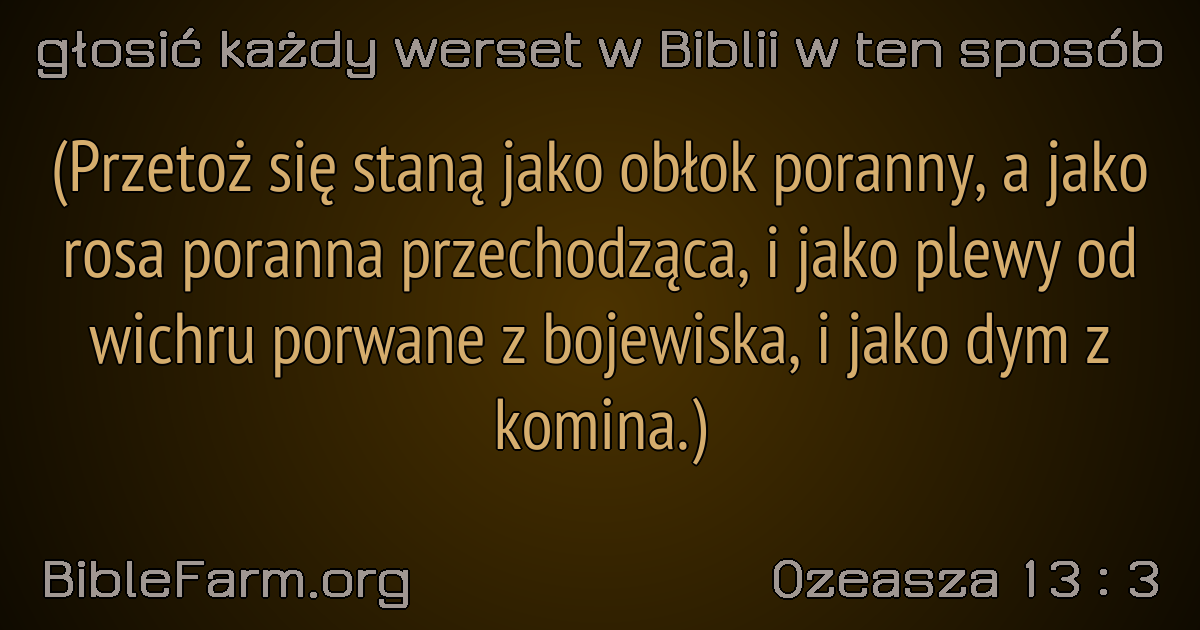 głosić każdy werset w Biblii w ten sposób
(Przetoż się staną jako obłok poranny, a jako
rosa poranna przechodząca, i jako plewy od
wichru porwane z bojewiska, i jako dym z
komina.)
BibleFarm.org
Ozeasza 13 : 3